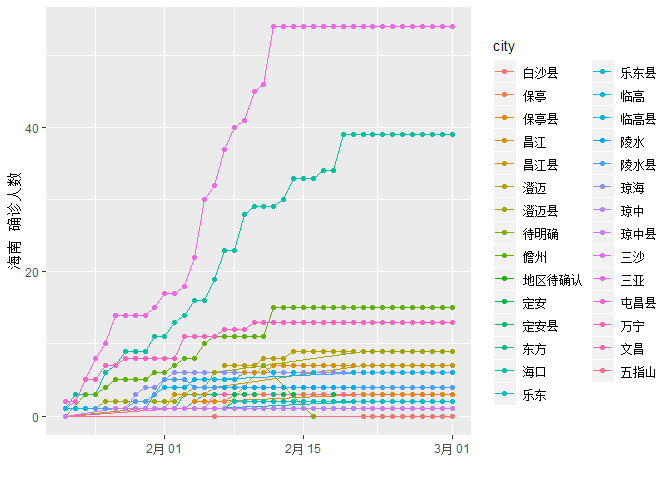 海南 确诊人数
40
20
0
2月 01
2月 15
3月 01
city
白沙县
保亭
保亭县
昌江
昌江县
澄迈
澄迈县
待明确
儋州
地区待确认
定安
定安县
东方
海口
乐东
乐东县
临高
临高县
陵水
陵水县
琼海
琼中
琼中县
三沙
三亚
屯昌县
万宁
文昌
五指山